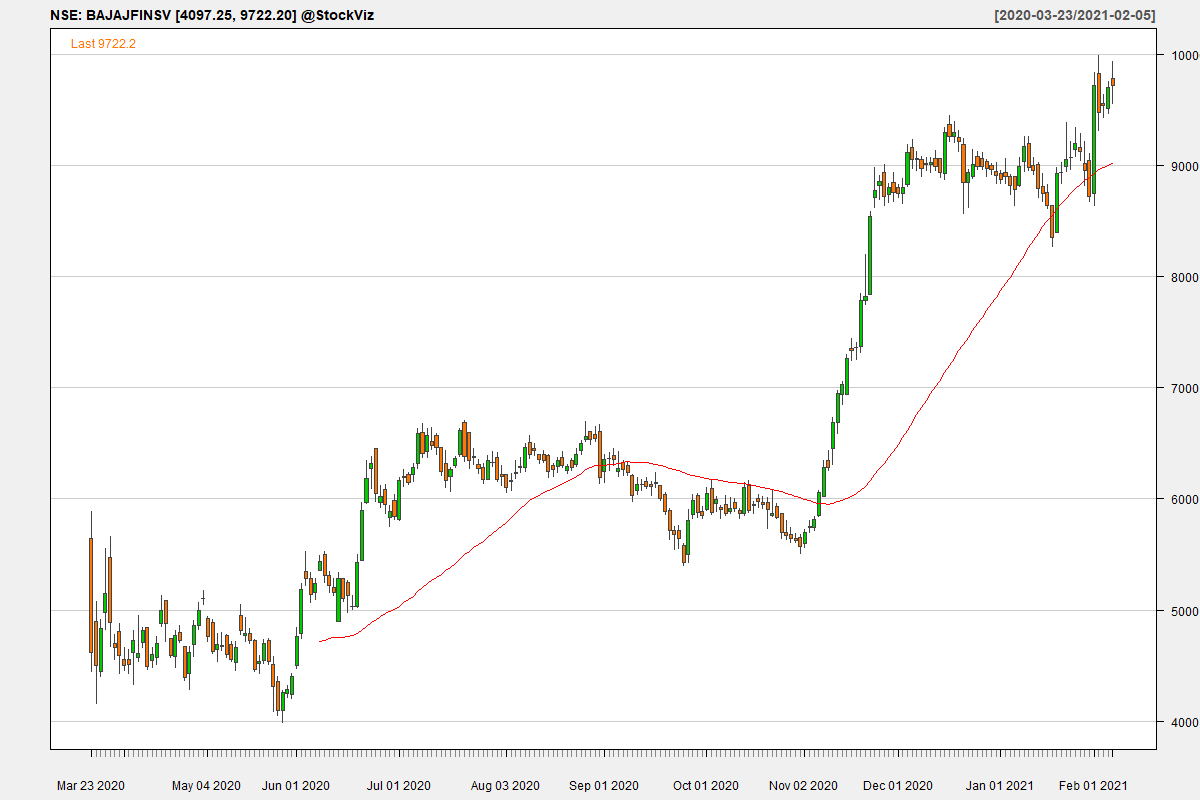 NSE: BAJAJFINSV [4097.25, 9722.20] @StockViz
[2020-03-23/2021-02-05]
Last 9722.2
10000
9000
8000
7000
6000
5000
4000
Mar 23 2020 May 04 2020 Jun 01 2020 Jul 01 2020 Aug 03 2020 Sep 01 2020 Oct 01 2020 Nov 02 2020 Dec 01 2020 Jan 01 2021 Feb 01 2021